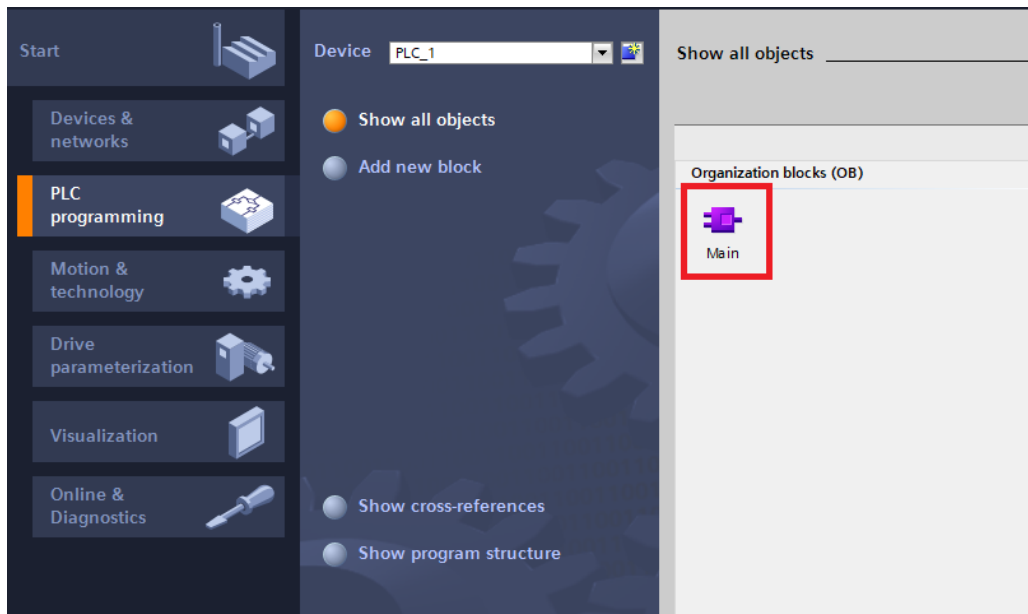 Start
Devices &
networks
PLC
programming
Motion &
technology
Drive
parameterization
Visualization
Online &
Diagnostics
Device PLC_1
Show all objects
Add new block
Show cross-references
Show program structure
Show all objects
Organization blocks (OB)
Main